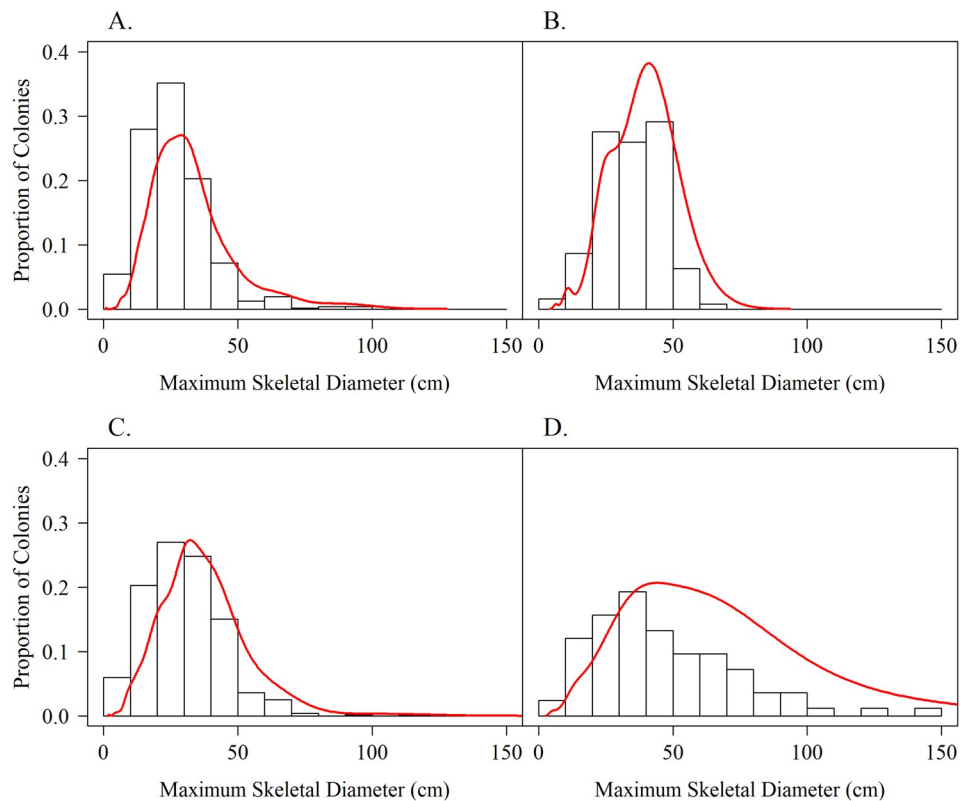 A.
B.
Proportion of Colonies
0.4
0.3
0.2
0.1
0.0
0 50 100 150
0 50 100 150
Maximum Skeletal Diameter (cm)
Maximum Skeletal Diameter (cm)
C.
D.
Proportion of Colonies
0.4
0.3
0.2
0.1
0.0
0 50 100 150
0 50 100 150
Maximum Skeletal Diameter (cm)
Maximum Skeletal Diameter (cm)